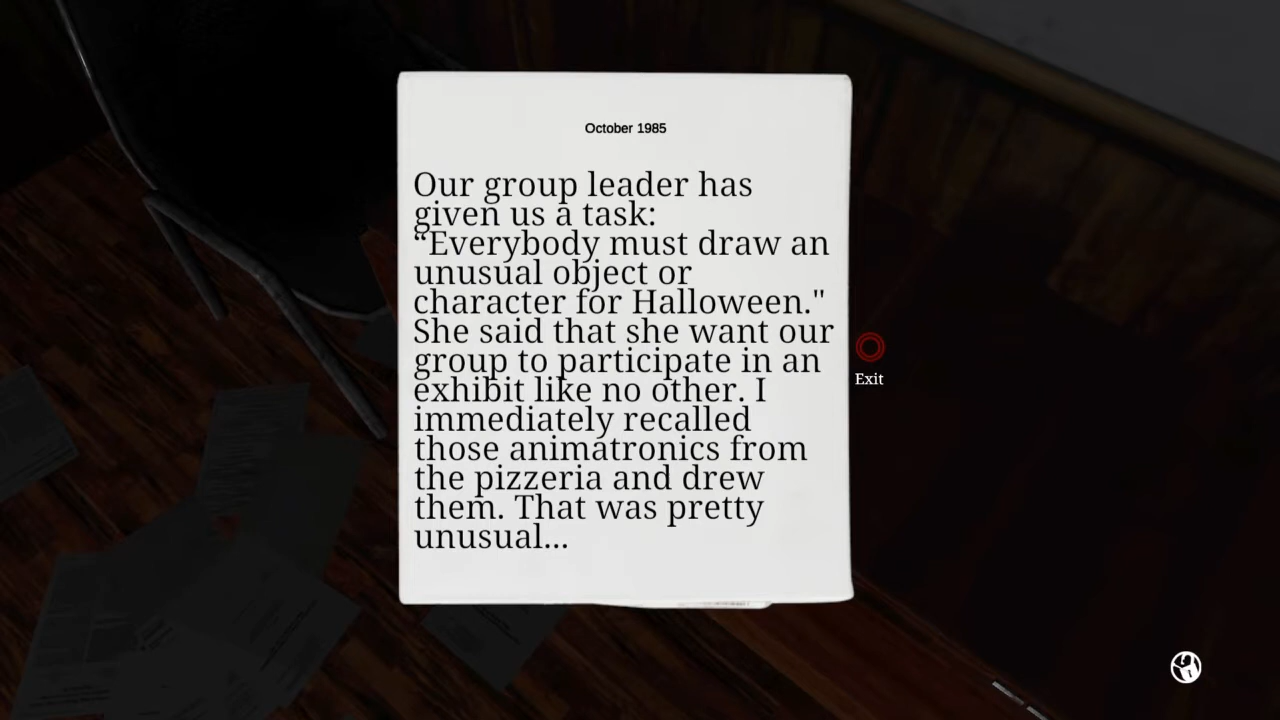 October 1985
Our group leader has
given us a task:
“Everybody must draw an
unusual object or
character for Halloween."
She said that she want our
group to participate in an
exhibit like no other. I
immediately recalled
those animatronics from
the pizzeria and drew
them. That was pretty
unusual...
Exit